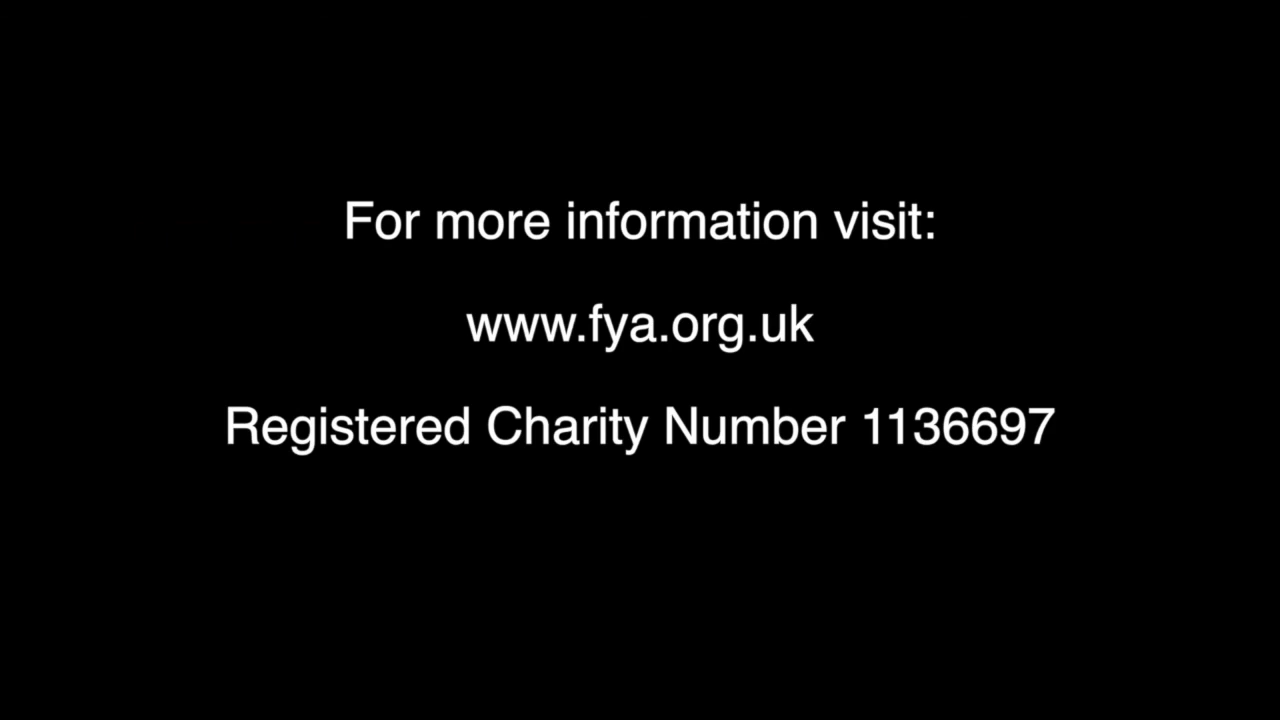 For more information visit:
www.fya.org.uk
Registered Charity Number 1136697